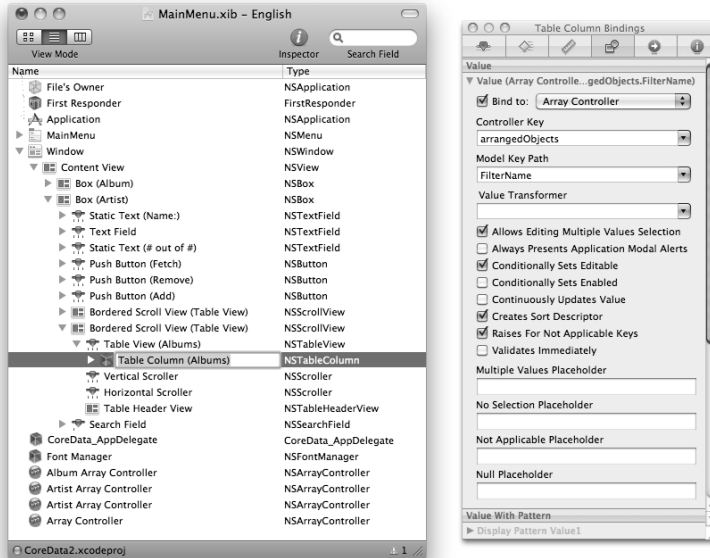 MainMenu.xib – English
View Mode
Inspector
Search Field
Name Type
File's Owner NSApplication
First Responder FirstResponder
Application NSApplication
MainMenu NSMenu
Window NSWindow
Content View NSView
Box (Album) NSBox
Box (Artist) NSBox
Static Text (Name:) NSTextField
Text Field NSTextField
Static Text (# out of #) NSTextField
Push Button (Fetch) NSButton
Push Button (Remove) NSButton
Push Button (Add) NSButton
Bordered Scroll View (Table View) NSScrollView
Bordered Scroll View (Table View) NSScrollView
Table View (Albums) NSTableView
Table Column (Albums) NSTableColumn
Vertical Scroller NSScroller
Horizontal Scroller NSScroller
Table Header View NSTableHeaderView
Search Field NSSearchField
CoreData_AppDelegate CoreData_AppDelegate
Font Manager NSFontManager
Album Array Controller NSArrayController
Artist Array Controller NSArrayController
Artist Array Controller NSArrayController
Array Controller NSArrayController
CoreData2.xcodeproj 1
Table Column Bindings
Value
Value (Array Controlle...gedObjects.FilterName)
Bind to: Array Controller
Controller Key
arrangedObjects
Model Key Path
FilterName
Value Transformer
Allows Editing Multiple Values Selection
Always Presents Application Modal Alerts
Conditionally Sets Editable
Conditionally Sets Enabled
Continuously Updates Value
Creates Sort Descriptor
Raises For Not Applicable Keys
Validates Immediately
Multiple Values Placeholder
No Selection Placeholder
Not Applicable Placeholder
Null Placeholder
Value With Pattern
Display Pattern Value1